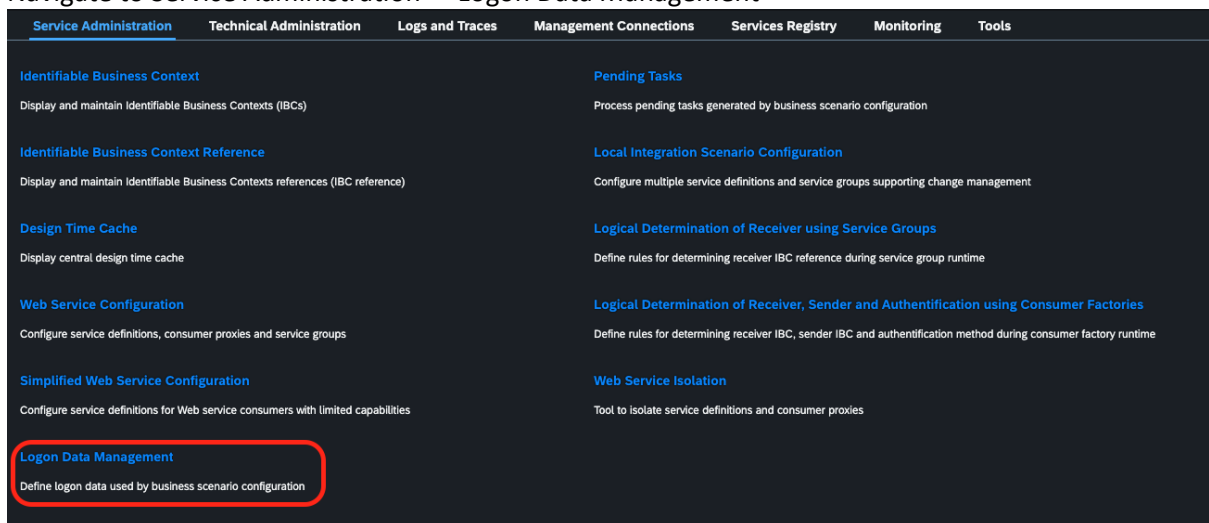 Navigate to Service Administration Logon Data Management
Service Administration Technical Administration Logs and Traces Management Connections Services Registry Monitoring Tools
Identifiable Business Context
Display and maintain Identifiable Business Contexts (IBCs)
Identifiable Business Context Reference
Display and maintain Identifiable Business Contexts references (IBC reference)
Design Time Cache
Display central design time cache
Web Service Configuration
Configure service definitions, consumer proxies and service groups
Simplified Web Service Configuration
Configure service definitions for Web service consumers with limited capabilities
Logon Data Management
Define logon data used by business scenario configuration
Pending Tasks
Process pending tasks generated by business scenario configuration
Local Integration Scenario Configuration
Configure multiple service definitions and service groups supporting change management
Logical Determination of Receiver using Service Groups
Define rules for determining receiver IBC reference during service group runtime
Logical Determination of Receiver, Sender and Authentification using Consumer Factories
Define rules for determining receiver IBC, sender IBC and authentification method during consumer factory runtime
Web Service Isolation
Tool to isolate service definitions and consumer proxies